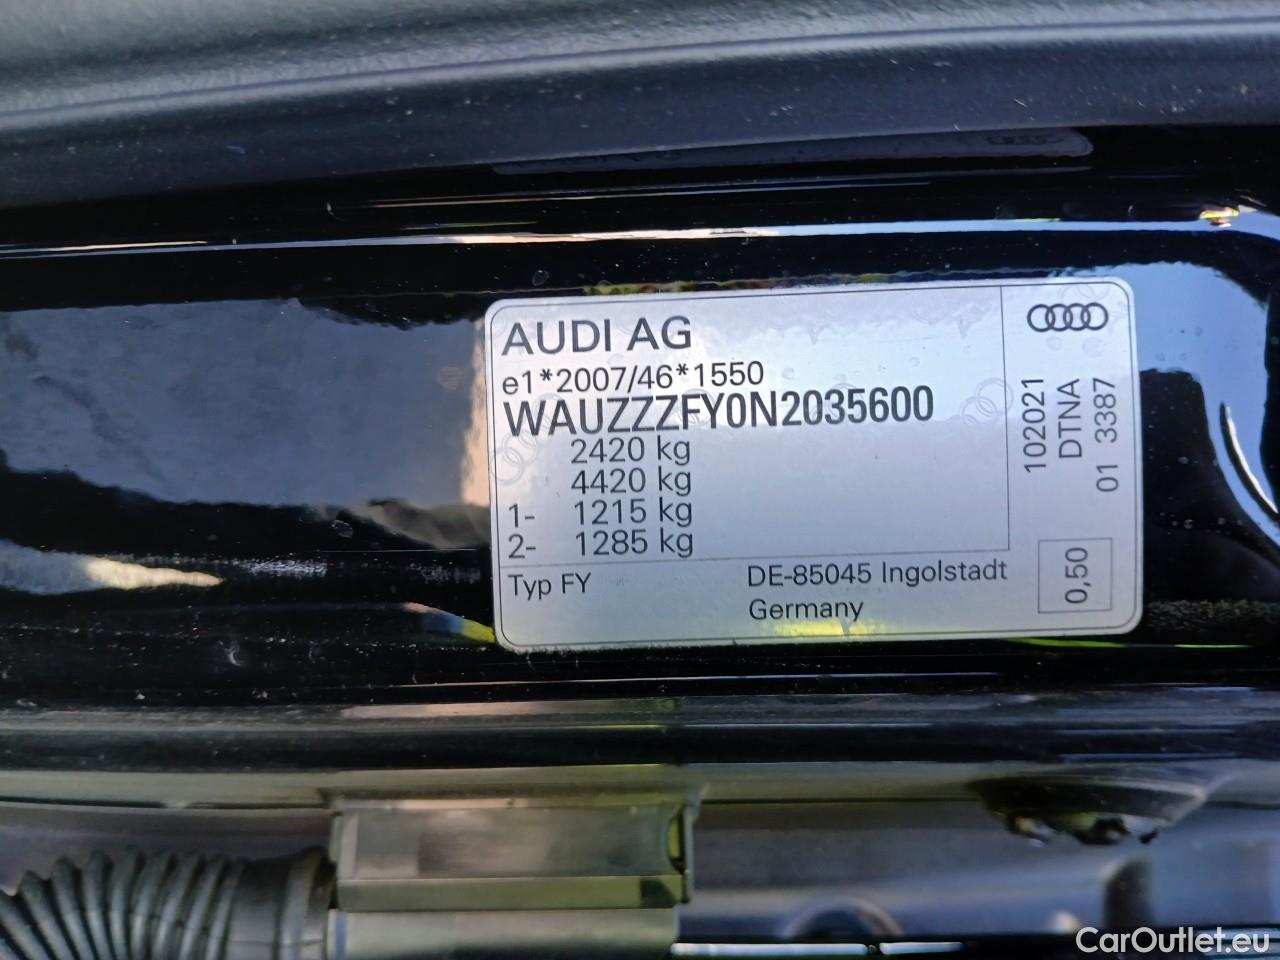 AUDI AG
e1*2007/46*1550
WAUZZZFY0N2035600
2420 kg
4420 kg
1- 1215 kg
2- 1285 kg
Typ FY
DE-85045 Ingolstadt
Germany
102021
DTNA
01 3387
0,50
CarOutlet.eu